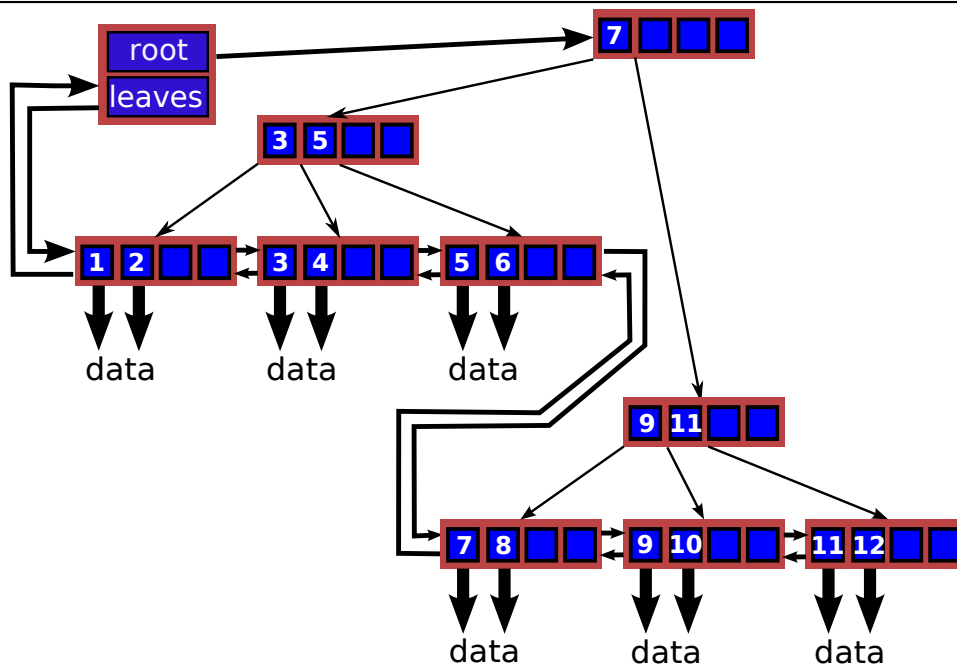 root
leaves
7
3 5
1 2
3 4
5 6
data
data
data
9 11
7 8
9 10
11 12
data
data
data